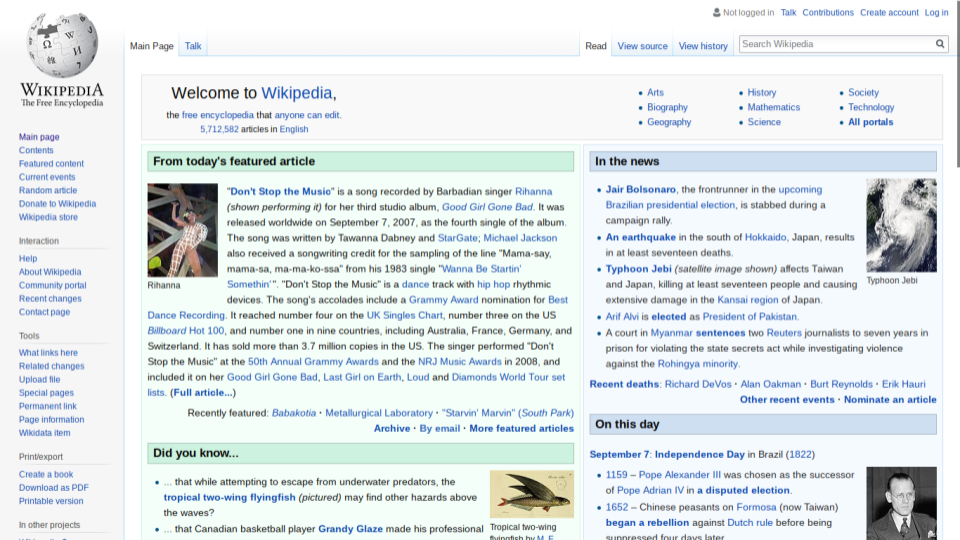 Not logged in Talk Contributions Create account Log in
Main Page Talk Read View source View history Search Wikipedia
WIKIPEDIA
The Free Encyclopedia
Main page
Contents
Featured content
Current events
Random article
Donate to Wikipedia
Wikipedia store
Interaction
Help
About Wikipedia
Community portal
Recent changes
Contact page
Tools
What links here
Related changes
Upload file
Special pages
Permanent link
Page information
Wikidata item
Print/export
Create a book
Download as PDF
Printable version
In other projects
Welcome to Wikipedia,
the free encyclopedia that anyone can edit.
5,712,582 articles in English
• Arts
• Biography
• Geography
• History
• Mathematics
• Science
• Society
• Technology
• All portals
From today's featured article
"Don't Stop the Music" is a song recorded by Barbadian singer Rihanna
(shown performing it) for her third studio album, Good Girl Gone Bad. It was
released worldwide on September 7, 2007, as the fourth single of the album.
The song was written by Tawanna Dabney and StarGate; Michael Jackson
also received a songwriting credit for the sampling of the line "Mama-say,
mama-sa, ma-ma-ko-ssa" from his 1983 single "Wanna Be Startin'
Somethin'". "Don't Stop the Music" is a dance track with hip hop rhythmic
devices. The song's accolades include a Grammy Award nomination for Best
Dance Recording. It reached number four on the UK Singles Chart, number three on the US
Billboard Hot 100, and number one in nine countries, including Australia, France, Germany, and
Switzerland. It has sold more than 3.7 million copies in the US. The singer performed "Don't
Stop the Music" at the 50th Annual Grammy Awards and the NRJ Music Awards in 2008, and
included it on her Good Girl Gone Bad, Last Girl on Earth, Loud and Diamonds World Tour set
lists. (Full article...)
Rihanna
Recently featured: Babakotia · Metallurgical Laboratory · "Starvin' Marvin" (South Park)
Archive · By email · More featured articles
Did you know...
• ... that while attempting to escape from underwater predators, the
tropical two-wing flyingfish (pictured) may find other hazards above
the waves?
• ... that Canadian basketball player Grandy Glaze made his professional
Tropical two-wing
flyingfish by M. F.
In the news
• Jair Bolsonaro, the frontrunner in the upcoming
Brazilian presidential election, is stabbed during a
campaign rally.
• An earthquake in the south of Hokkaido, Japan, results
in at least seventeen deaths.
• Typhoon Jebi (satellite image shown) affects Taiwan
and Japan, killing at least seventeen people and causing
extensive damage in the Kansai region of Japan.
• Arif Alvi is elected as President of Pakistan.
• A court in Myanmar sentences two Reuters journalists to seven years in
prison for violating the state secrets act while investigating violence
against the Rohingya minority.
Typhoon Jebi
Recent deaths: Richard DeVos · Alan Oakman · Burt Reynolds · Erik Hauri
Other recent events · Nominate an article
On this day
September 7: Independence Day in Brazil (1822)
• 1159 – Pope Alexander III was chosen as the successor
of Pope Adrian IV in a disputed election.
• 1652 – Chinese peasants on Formosa (now Taiwan)
began a rebellion against Dutch rule before being
suppressed four days later.